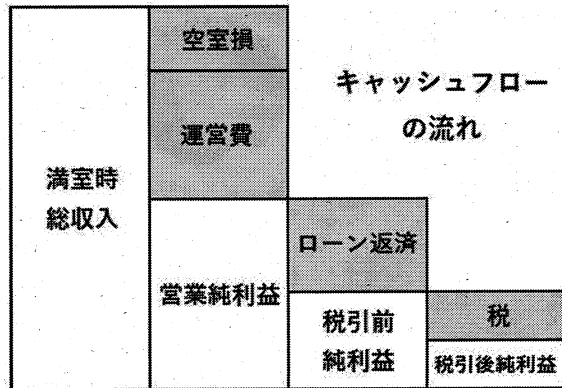 空室損
キャッシュフロー
の流れ
運営費
満室時
総収入
ローン返済
営業純利益
税引前
純利益
税
税引後純利益